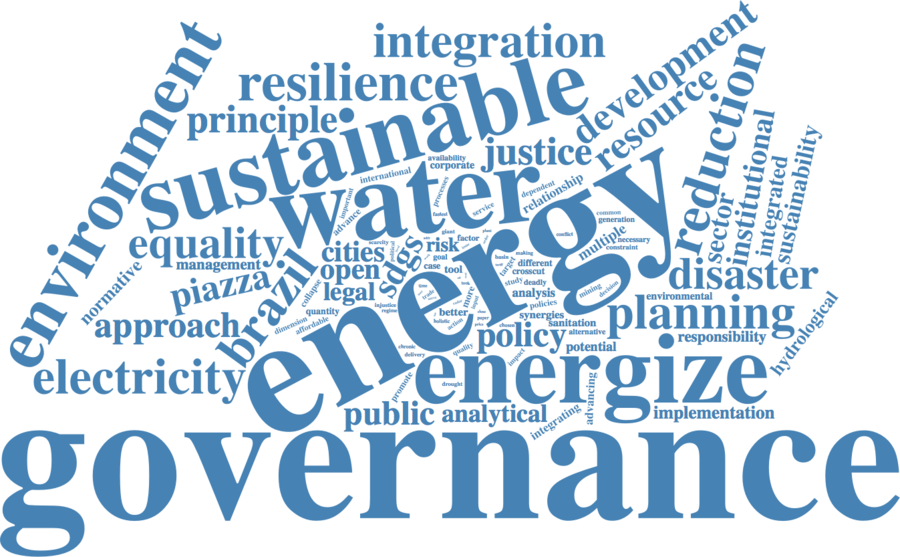 integration
environment
resilience
development
sustainable
principle
resource
reduction
justice
water
availability
corporate
international
processes
dependent
relationship
important
advance
service
energy
institutional
integrated
sustainability
sector
equality
management
cities
open
sdgs
risk
factor
goal
case
tool
common
generation
conflict
multiple
necessary
constraint
normative
piazza
brazil
collapse
legal
target
making
different
crosscut
study
deadly
analysis
mining
decision
disaster
environmental
approach
quantity
injustice
regime
dimension
affordable
more
better
holistic
action
policies
synergies
sanitation
alternative
planning
responsibility
hydrological
policy
potential
electricity
chronic
delivery
quality
impact
promote
drought
energize
public
analytical
integrating
advancing
implementation
governance